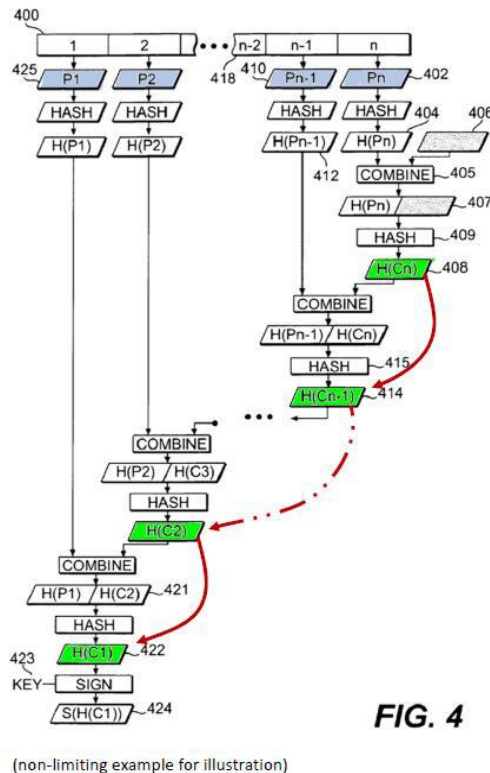 400
1 2 ••• n-2 n-1 n
425 P1 P2 418 410 Pn-1 Pn 402
HASH HASH HASH HASH 404 406
H(P1) H(P2) H(Pn-1) H(Pn)
412 COMBINE 405
H(Pn) 407
HASH 409
H(Cn) 408
COMBINE
H(Pn-1) H(Cn)
HASH 415
H(Cn-1) 414
•••
COMBINE
H(P2) H(C3)
HASH
H(C2)
COMBINE
H(P1) H(C2) 421
HASH
423 H(C1) 422
KEY SIGN
S(H(C1)) 424
FIG. 4
(non-limiting example for illustration)